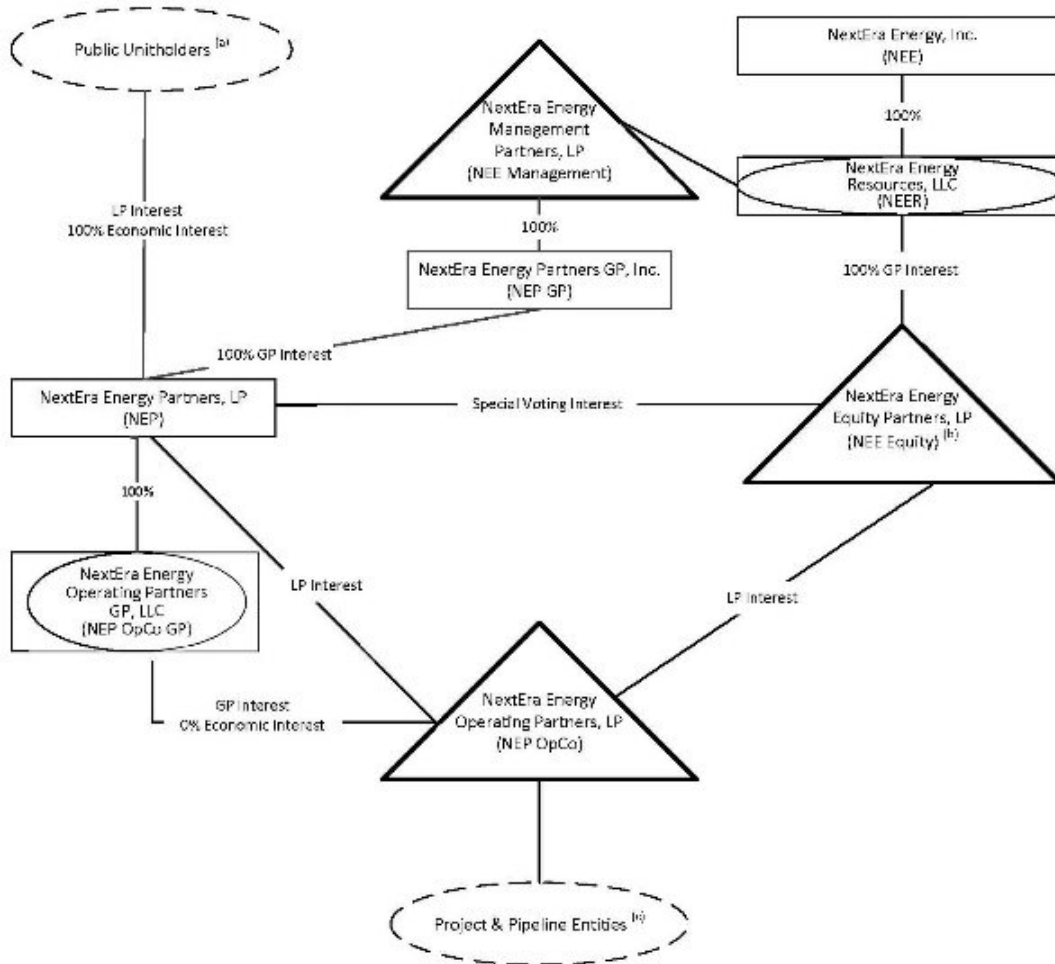 Public Unitholders (a)
NextEra Energy, Inc.
(NEE)
NextEra Energy
Management
Partners, LP
(NEE Management)
100%
NextEra Energy
Resources, LLC
(NEER)
LP Interest
100% Economic Interest
100%
NextEra Energy Partners GP, Inc.
(NEP GP)
100% GP Interest
100% GP Interest
NextEra Energy Partners, LP
(NEP)
Special Voting Interest
NextEra Energy
Equity Partners, LP
(NEE Equity) (b)
100%
NextEra Energy
Operating Partners
GP, LLC
(NEP OpCo GP)
LP Interest
LP Interest
GP Interest
0% Economic Interest
NextEra Energy
Operating Partners, LP
(NEP OpCo)
Project & Pipeline Entities